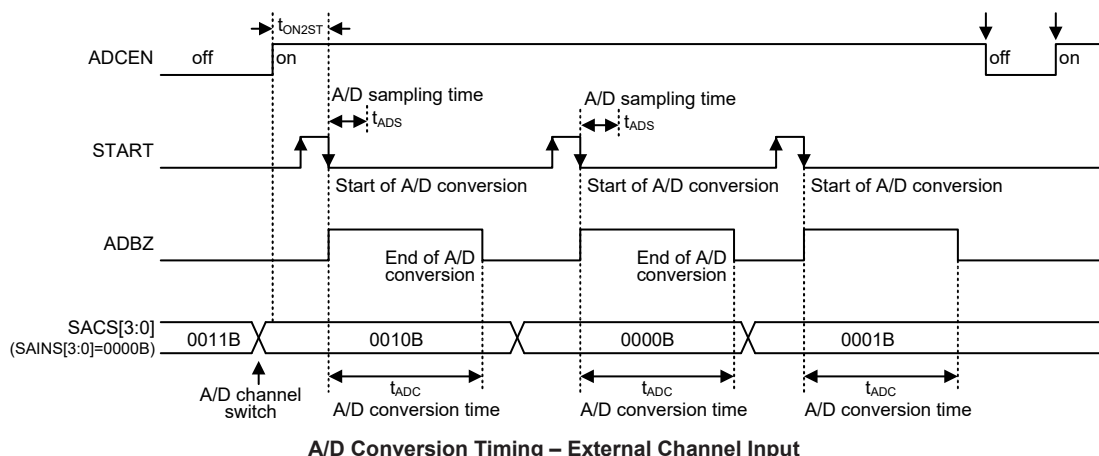 tON2ST
ADCEN off on off on
A/D sampling time A/D sampling time
tADS tADS
START
Start of A/D conversion Start of A/D conversion Start of A/D conversion
ADBZ
End of A/D conversion End of A/D conversion
SACS[3:0]
(SAINS[3:0]=0000B)
0011B 0010B 0000B 0001B
A/D channel switch
tADC tADC tADC
A/D conversion time A/D conversion time A/D conversion time
A/D Conversion Timing – External Channel Input